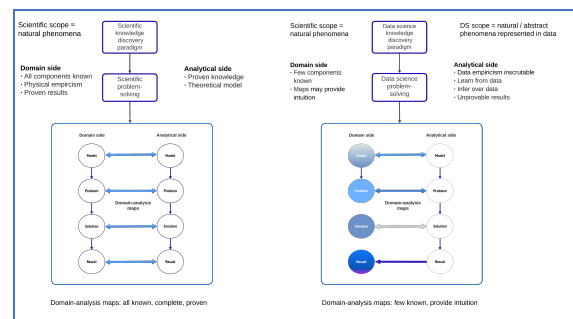 Scientific scope =
natural phenomena
Scientific
knowledge
discovery
paradigm
Domain side
· All components known
· Physical empiricism
· Proven results
Scientific
problem-
solving
Analytical side
· Proven knowledge
· Theoretical model
Domain side
Analytical side
Model
Model
Problem
Problem
Domain-analysis
maps
Solution
Solution
Result
Result
Domain-analysis maps: all known, complete, proven
Scientific scope =
natural phenomena
Data science
knowledge
discovery
paradigm
DS scope = natural / abstract
phenomena represented in data
Domain side
· Few components
known
· Maps may provide
intuition
Data science
problem-
solving
Analytical side
· Data empiricism inscrutable
· Learn from data
· Infer over data
· Unprovable results
Domain side
Analytical side
Model
Model
Problem
Problem
Domain-analysis
maps
Solution
Solution
Result
Result
Domain-analysis maps: few known, provide intuition